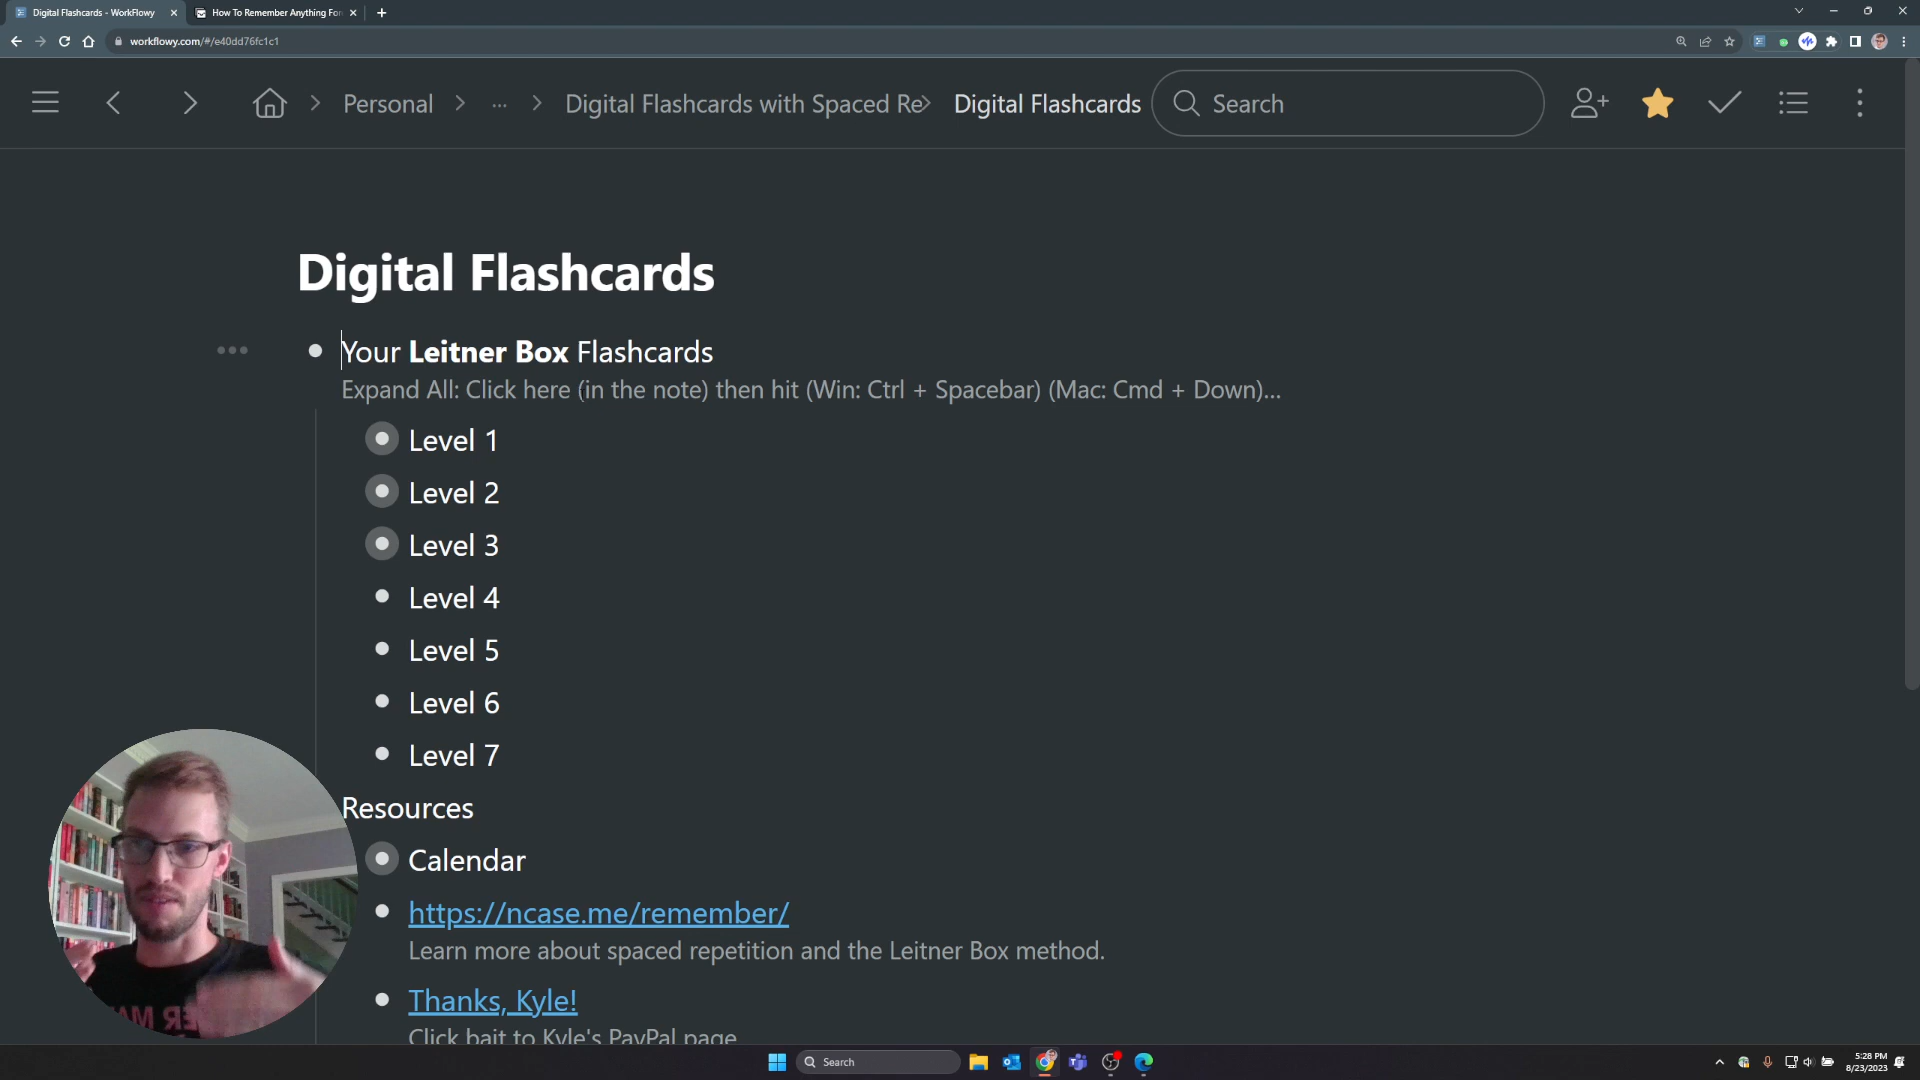 Digital Flashcards - WorkFlowy
How To Remember Anything For
workflowy.com/#/e40dd76fc1c1
Personal
...
Digital Flashcards with Spaced Re
Digital Flashcards
Search
Digital Flashcards
Your Leitner Box Flashcards
Expand All: Click here (in the note) then hit (Win: Ctrl + Spacebar) (Mac: Cmd + Down)...
Level 1
Level 2
Level 3
Level 4
Level 5
Level 6
Level 7
Resources
Calendar
https://ncase.me/remember/
Learn more about spaced repetition and the Leitner Box method.
Thanks, Kyle!
Click bait to Kyle's PayPal page
Search
5:28 PM
8/23/2023